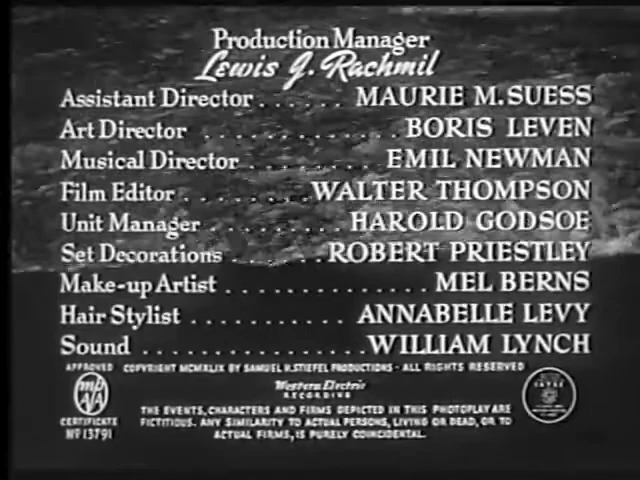 Production Manager
Lewis J. Rachmil
Assistant Director ...... MAURIE M. SUESS
Art Director ............ BORIS LEVEN
Musical Director ........ EMIL NEWMAN
Film Editor ......... WALTER THOMPSON
Unit Manager ......... HAROLD GODSOE
Set Decorations ...... ROBERT PRIESTLEY
Make-up Artist .............. MEL BERNS
Hair Stylist ........... ANNABELLE LEVY
Sound ............... WILLIAM LYNCH
APPROVED COPYRIGHT MCMXLIX BY SAMUEL H. STIEFEL PRODUCTIONS - ALL RIGHTS RESERVED
Western Electric
RECORDING
CERTIFICATE
No 13791
THE EVENTS, CHARACTERS AND FIRMS DEPICTED IN THIS PHOTOPLAY ARE
FICTITIOUS. ANY SIMILARITY TO ACTUAL PERSONS, LIVING OR DEAD, OR TO
ACTUAL FIRMS, IS PURELY COINCIDENTAL.